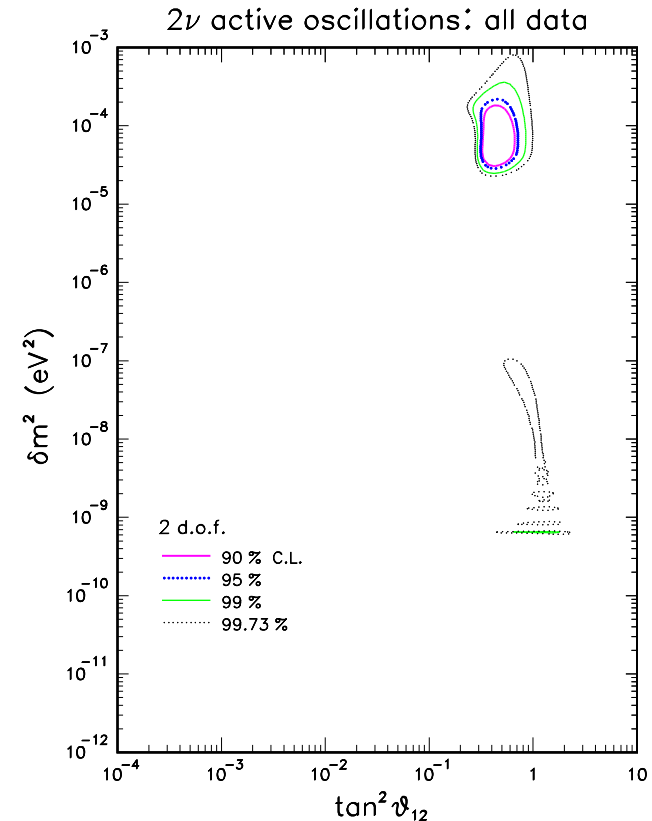 2ν active oscillations: all data
10⁻³
10⁻⁴
10⁻⁵
10⁻⁶
10⁻⁷
10⁻⁸
10⁻⁹
10⁻¹⁰
10⁻¹¹
10⁻¹²
δm² (eV²)
2 d.o.f.
90 % C.L.
95 %
99 %
99.73 %
10⁻⁴ 10⁻³ 10⁻² 10⁻¹ 1 10
tan² ϑ₁₂